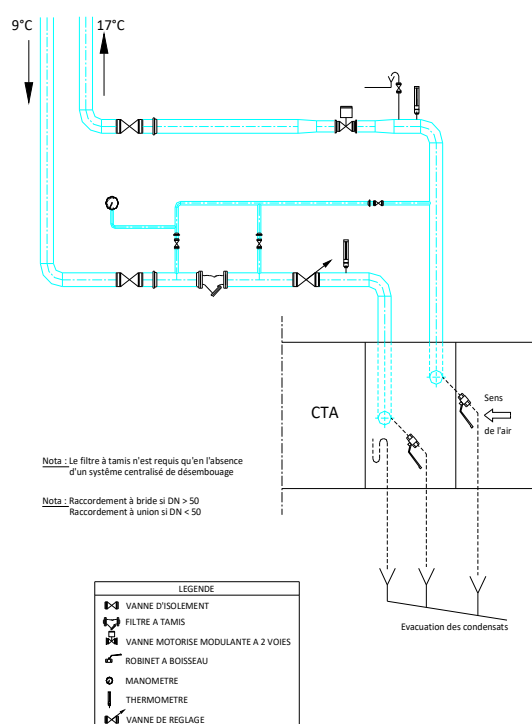 9°C
17°C
CTA
Sens
de l'air
Nota : Le filtre à tamis n'est requis qu'en l'absence
d'un système centralisé de désembouage
Nota : Raccordement à bride si DN > 50
Raccordement à union si DN < 50
Evacuation des condensats
LEGENDE
VANNE D'ISOLEMENT
FILTRE A TAMIS
VANNE MOTORISE MODULANTE A 2 VOIES
ROBINET A BOISSEAU
MANOMETRE
THERMOMETRE
VANNE DE REGLAGE